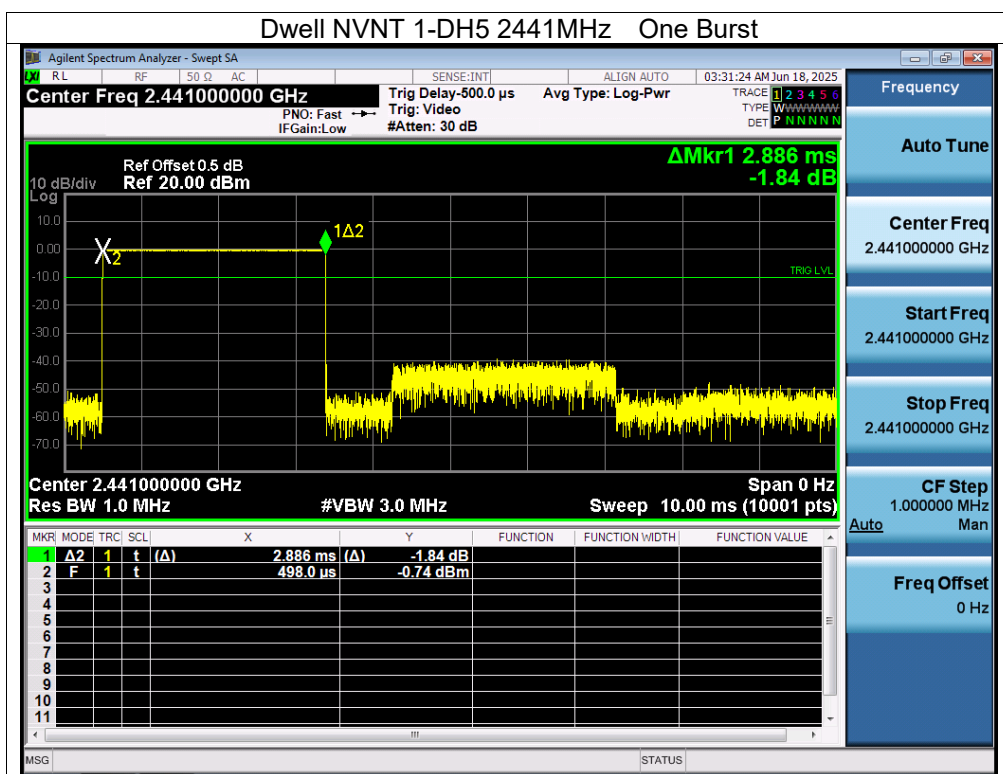 Dwell NVNT 1-DH5 2441MHz One Burst
Agilent Spectrum Analyzer - Swept SA
LXI RL RF 50 Ω AC SENSE:INT ALIGN AUTO 03:31:24 AM Jun 18, 2025
Center Freq 2.441000000 GHz Trig Delay-500.0 µs Avg Type: Log-Pwr TRACE 1 2 3 4 5 6
PNO: Fast Trig: Video TYPE WWWWWWW
IFGain:Low #Atten: 30 dB DET P N N N N N
Frequency
Auto Tune
Center Freq
2.441000000 GHz
Start Freq
2.441000000 GHz
Stop Freq
2.441000000 GHz
CF Step
1.000000 MHz
Auto Man
Freq Offset
0 Hz
ΔMkr1 2.886 ms
-1.84 dB
Ref Offset 0.5 dB
10 dB/div Ref 20.00 dBm
Log
10.0
0.00
-10.0
-20.0
-30.0
-40.0
-50.0
-60.0
-70.0
1Δ2
X2
TRIG LVL
Center 2.441000000 GHz Span 0 Hz
Res BW 1.0 MHz #VBW 3.0 MHz Sweep 10.00 ms (10001 pts)
MKR MODE TRC SCL X Y FUNCTION FUNCTION WIDTH FUNCTION VALUE
1 Δ2 1 t (Δ) 2.886 ms (Δ) -1.84 dB
2 F 1 t 498.0 µs -0.74 dBm
3
4
5
6
7
8
9
10
11
MSG STATUS